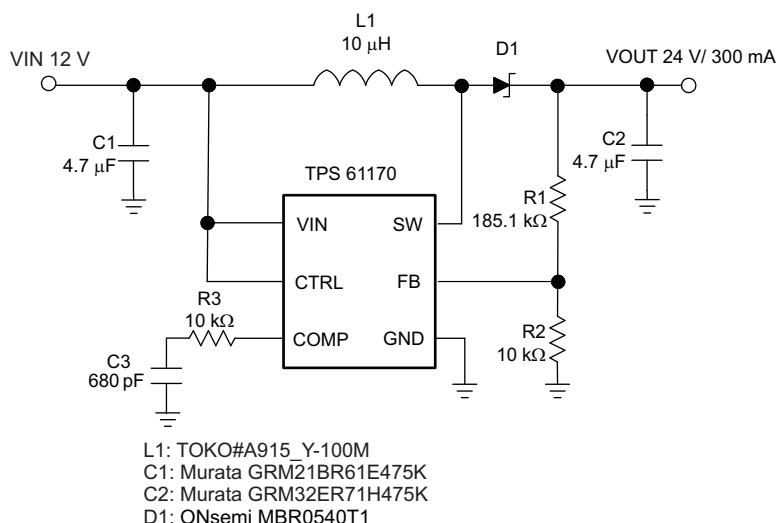 L1
10 μH
D1
VIN 12 V
VOUT 24 V/ 300 mA
C1
4.7 μF
C2
4.7 μF
TPS 61170
R1
185.1 kΩ
VIN
SW
CTRL
FB
R3
10 kΩ
COMP
GND
R2
10 kΩ
C3
680 pF
L1: TOKO#A915_Y-100M
C1: Murata GRM21BR61E475K
C2: Murata GRM32ER71H475K
D1: ONsemi MBR0540T1